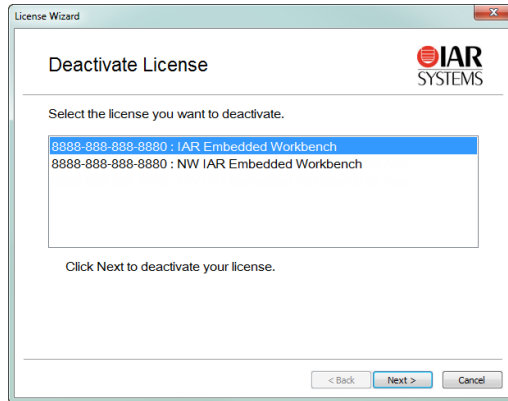 License Wizard
Deactivate License
IAR
SYSTEMS
Select the license you want to deactivate.
8888-888-888-8880 : IAR Embedded Workbench
8888-888-888-8880 : NW IAR Embedded Workbench
Click Next to deactivate your license.
< Back Next > Cancel